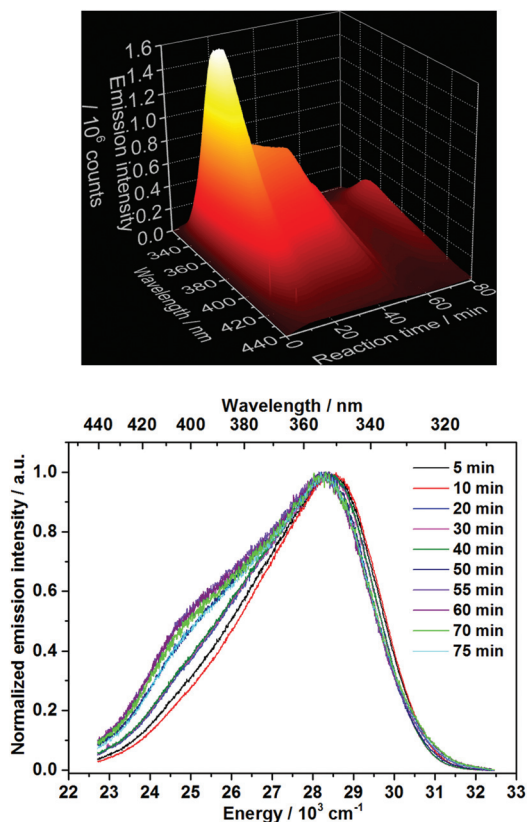 1.6
1.4
1.2
1.0
0.8
0.6
0.4
0.2
0.0
Emission intensity
/ 10⁶ counts
340
360
380
400
420
440
Wavelength / nm
0
20
40
60
80
Reaction time / min
Wavelength / nm
440 420 400 380 360 340 320
1.0
0.8
0.6
0.4
0.2
0.0
Normalized emission intensity / a.u.
5 min
10 min
20 min
30 min
40 min
50 min
55 min
60 min
70 min
75 min
22 23 24 25 26 27 28 29 30 31 32 33
Energy / 10³ cm⁻¹